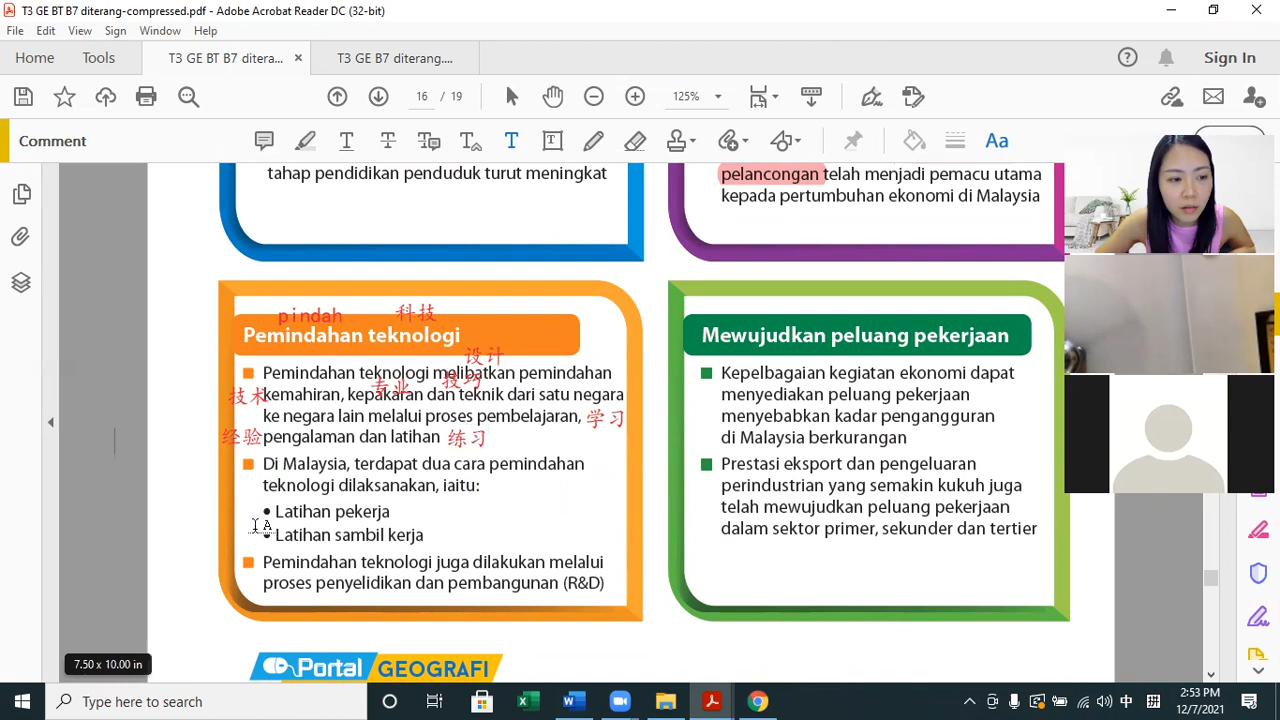 T3 GE BT B7 diterang-compressed.pdf - Adobe Acrobat Reader DC (32-bit)
File Edit View Sign Window Help
Home Tools T3 GE BT B7 ditera... × T3 GE BT B7 diterang.... Sign In
16 / 19 125%
Comment Aa
tahap pendidikan penduduk turut meningkat
pelancongan telah menjadi pemacu utama
kepada pertumbuhan ekonomi di Malaysia
pindah 科技
Pemindahan teknologi
设计
Pemindahan teknologi melibatkan pemindahan
专业 技巧
技术 kemahiran, kepakaran dan teknik dari satu negara
ke negara lain melalui proses pembelajaran, 学习
经验 pengalaman dan latihan 练习
Di Malaysia, terdapat dua cara pemindahan
teknologi dilaksanakan, iaitu:
• Latihan pekerja
• Latihan sambil kerja
Pemindahan teknologi juga dilakukan melalui
proses penyelidikan dan pembangunan (R&D)
Mewujudkan peluang pekerjaan
Kepelbagaian kegiatan ekonomi dapat
menyediakan peluang pekerjaan
menyebabkan kadar pengangguran
di Malaysia berkurangan
Prestasi eksport dan pengeluaran
perindustrian yang semakin kukuh juga
telah mewujudkan peluang pekerjaan
dalam sektor primer, sekunder dan tertier
Portal GEOGRAFI
7.50 x 10.00 in
Type here to search
中 拼
2:53 PM
12/7/2021